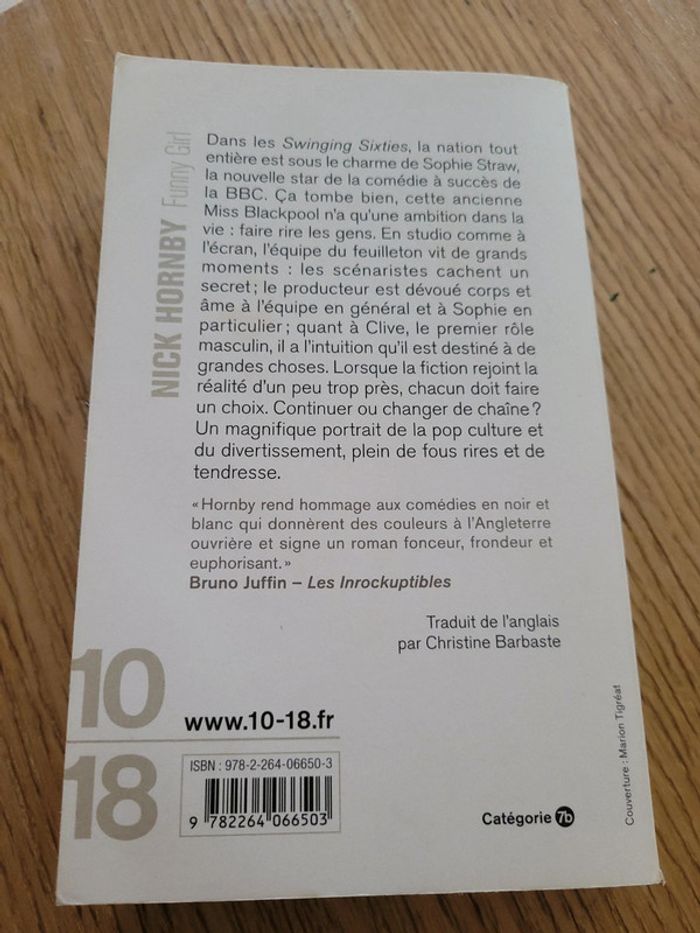 NICK HORNBY Funny Girl
Dans les Swinging Sixties, la nation tout
entière est sous le charme de Sophie Straw,
la nouvelle star de la comédie à succès de
la BBC. Ça tombe bien, cette ancienne
Miss Blackpool n'a qu'une ambition dans la
vie : faire rire les gens. En studio comme à
l'écran, l'équipe du feuilleton vit de grands
moments : les scénaristes cachent un
secret ; le producteur est dévoué corps et
âme à l'équipe en général et à Sophie en
particulier ; quant à Clive, le premier rôle
masculin, il a l'intuition qu'il est destiné à de
grandes choses. Lorsque la fiction rejoint la
réalité d'un peu trop près, chacun doit faire
un choix. Continuer ou changer de chaîne ?
Un magnifique portrait de la pop culture et
du divertissement, plein de fous rires et de
tendresse.
« Hornby rend hommage aux comédies en noir et
blanc qui donnèrent des couleurs à l'Angleterre
ouvrière et signe un roman fonceur, frondeur et
euphorisant. »
Bruno Juffin – Les Inrockuptibles
Traduit de l'anglais
par Christine Barbaste
10
18
www.10-18.fr
ISBN : 978-2-264-06650-3
9 782264 066503
Catégorie 7b
Couverture : Marion Tigréat